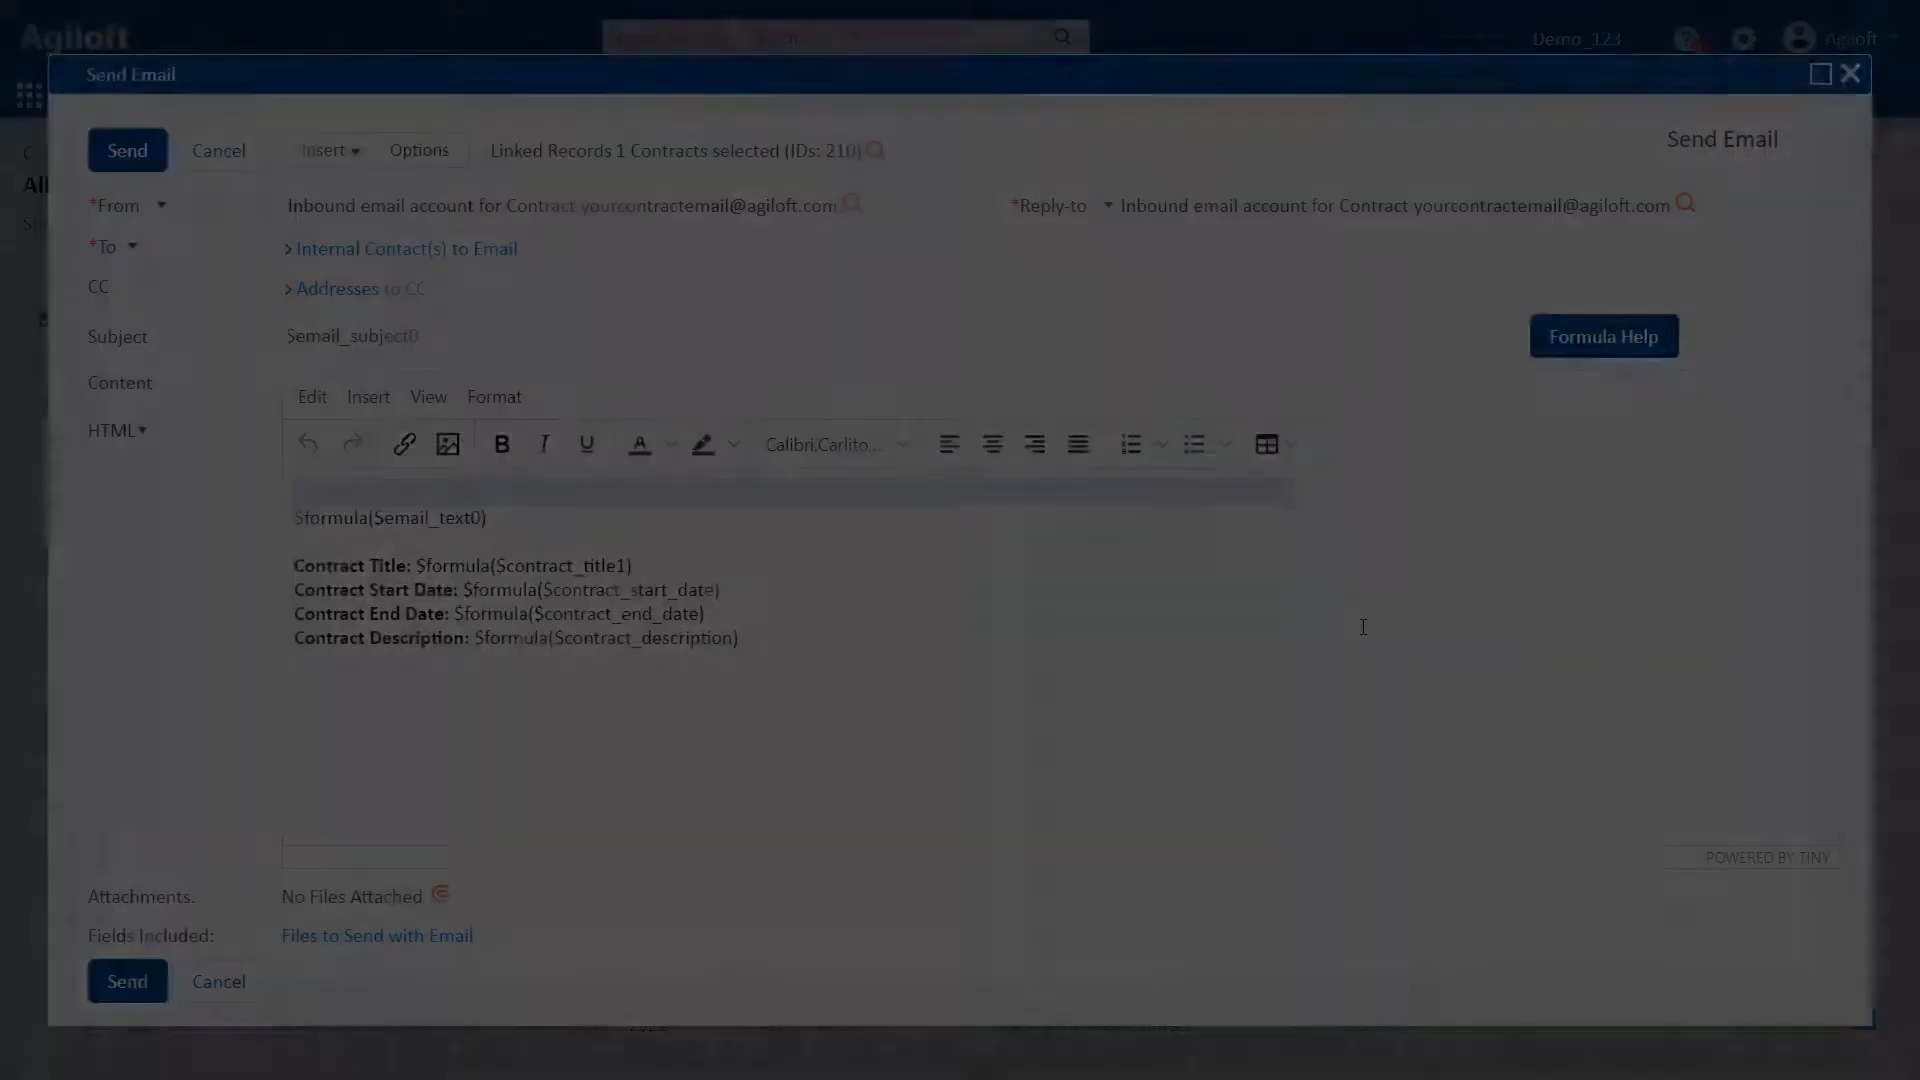 Agiloft
Demo_123
Agiloft
Send Email
Send
Cancel
Insert
Options
Linked Records 1 Contracts selected (IDs: 210)
Send Email
All
*From
Inbound email account for Contract yourcontractemail@agiloft.com
*Reply-to
Inbound email account for Contract yourcontractemail@agiloft.com
*To
Internal Contact(s) to Email
CC
Addresses to CC
Subject
$email_subject0
Formula Help
Content
Edit Insert View Format
HTML
B I U A Calibri,Carlito...
$formula($email_text0)
Contract Title: $formula($contract_title1)
Contract Start Date: $formula($contract_start_date)
Contract End Date: $formula($contract_end_date)
Contract Description: $formula($contract_description)
POWERED BY TINY
Attachments.
No Files Attached
Fields Included:
Files to Send with Email
Send
Cancel